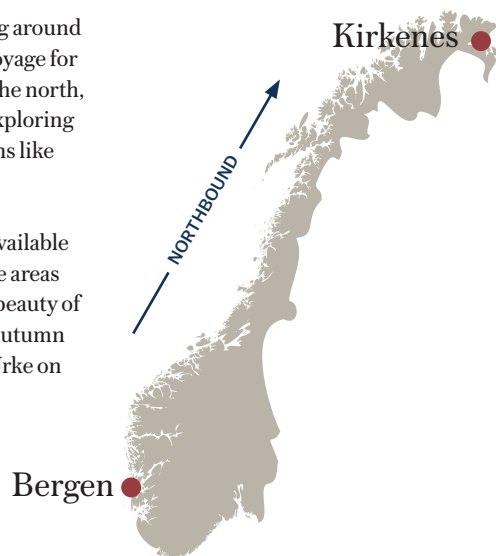 g around
oyage for
he north,
xploring
ns like
vailable
e areas
beauty of
utumn
rke on
Kirkenes
NORTHBOUND
Bergen